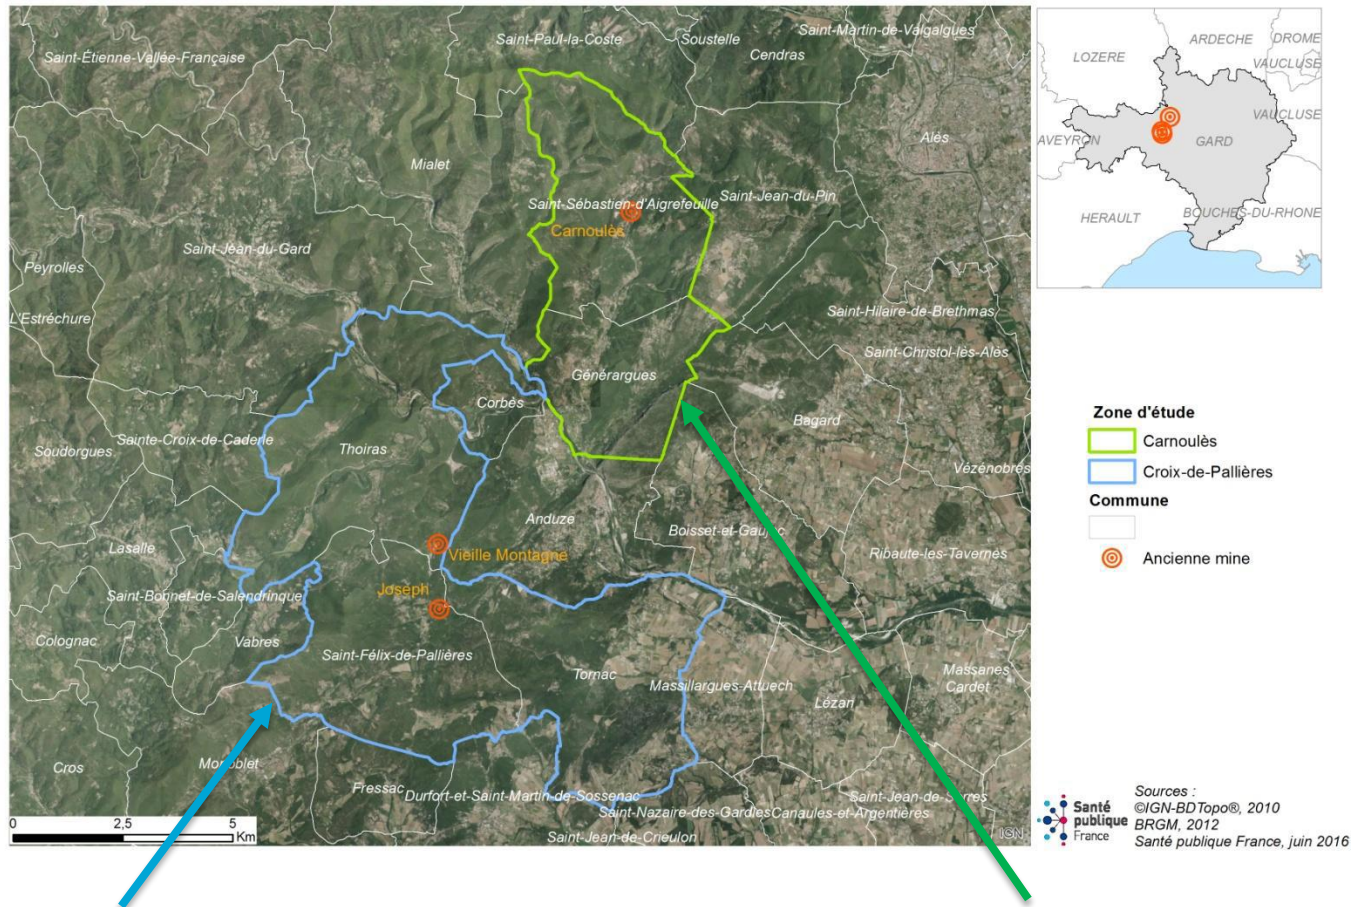 Saint-Paul-la-Coste
Soustelle
Saint-Martin-de-Valgalgues
Saint-Étienne-Vallée-Française
Cendras
Alès
Mialet
Saint-Sébastien-d'Aigrefeuille
Saint-Jean-du-Pin
Carnoulès
Saint-Jean-du-Gard
Peyrolles
L'Estréchure
Saint-Hilaire-de-Brethmas
Saint-Christol-lès-Alès
Générargues
Corbès
Bagard
Sainte-Croix-de-Caderle
Soudorgues
Thoiras
Vézénobres
Anduze
Boisset-et-Gaujac
Lasalle
Vieille Montagne
Ribaute-les-Tavernes
Joseph
Saint-Bonnet-de-Salendrinque
Colognac
Vabres
Saint-Félix-de-Pallières
Tornac
Massillargues-Attuech
Massanes
Cardet
Lézan
Cros
Monoblet
Fressac
Durfort-et-Saint-Martin-de-Sossenac
Saint-Jean-de-Serres
Saint-Nazaire-des-Gardies
Canaules-et-Argentières
Saint-Jean-de-Crieulon
0 2,5 5
Km
IGN
LOZERE
ARDECHE
DROME
VAUCLUSE
VAUCLUSE
AVEYRON
GARD
HERAULT
BOUCHES-DU-RHONE
Zone d'étude
Carnoulès
Croix-de-Pallières
Commune
Ancienne mine
Santé
publique
France
Sources :
©IGN-BDTopo®, 2010
BRGM, 2012
Santé publique France, juin 2016